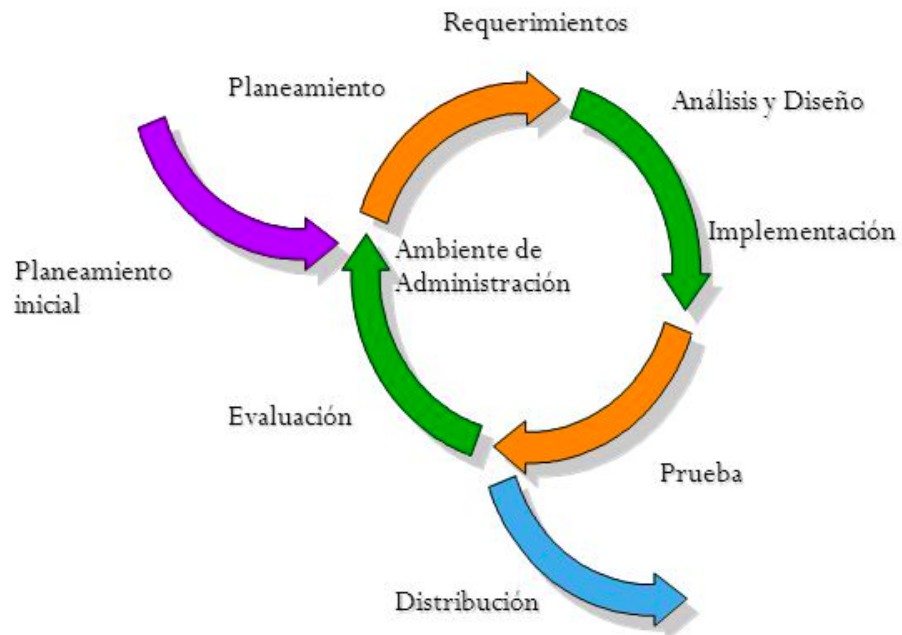 Requerimientos
Planeamiento
Análisis y Diseño
Implementación
Ambiente de
Administración
Planeamiento
inicial
Evaluación
Prueba
Distribución